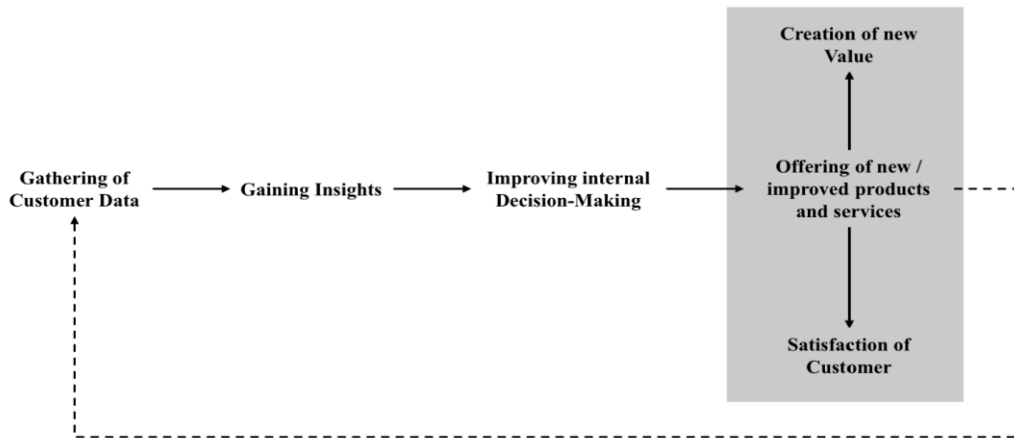 Gathering of
Customer Data
Gaining Insights
Improving internal
Decision-Making
Creation of new
Value
Offering of new /
improved products
and services
Satisfaction of
Customer